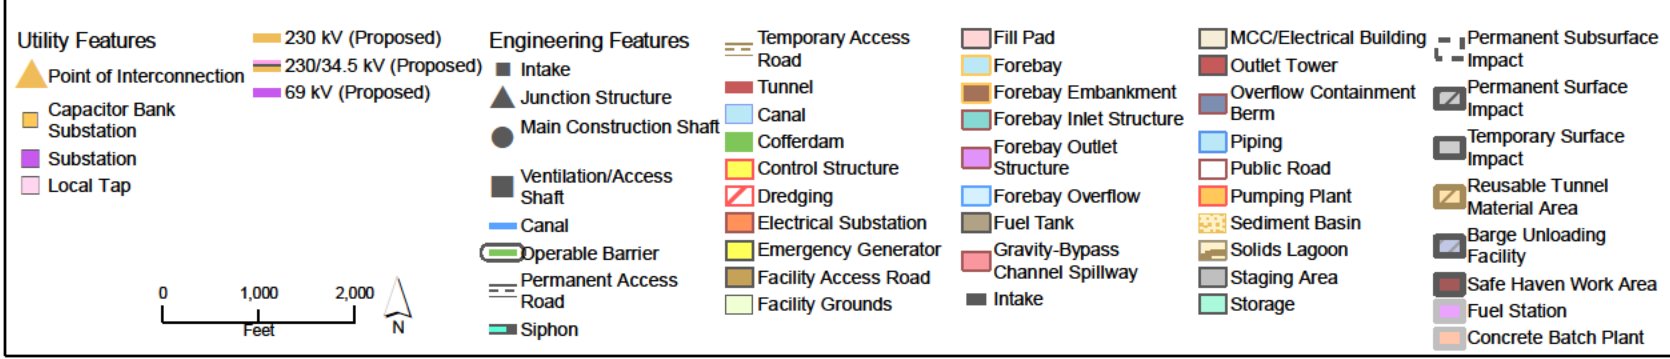 Utility Features
Point of Interconnection
Capacitor Bank
Substation
Substation
Local Tap
230 kV (Proposed)
230/34.5 kV (Proposed)
69 kV (Proposed)
0 1,000 2,000
Feet
N
Engineering Features
Intake
Junction Structure
Main Construction Shaft
Ventilation/Access
Shaft
Canal
Operable Barrier
Permanent Access
Road
Siphon
Temporary Access
Road
Tunnel
Canal
Cofferdam
Control Structure
Dredging
Electrical Substation
Emergency Generator
Facility Access Road
Facility Grounds
Fill Pad
Forebay
Forebay Embankment
Forebay Inlet Structure
Forebay Outlet
Structure
Forebay Overflow
Fuel Tank
Gravity-Bypass
Channel Spillway
Intake
MCC/Electrical Building
Outlet Tower
Overflow Containment
Berm
Piping
Public Road
Pumping Plant
Sediment Basin
Solids Lagoon
Staging Area
Storage
Permanent Subsurface
Impact
Permanent Surface
Impact
Temporary Surface
Impact
Reusable Tunnel
Material Area
Barge Unloading
Facility
Safe Haven Work Area
Fuel Station
Concrete Batch Plant